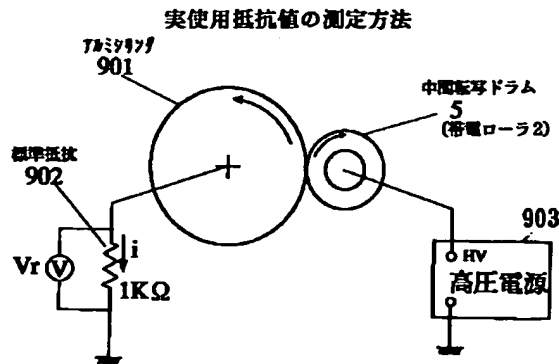 実使用抵抗値の測定方法
アルミシリンダ
901
中間転写ドラム
5
(帯電ローラ2)
標準抵抗
902
903
Vr
V
i
1KΩ
HV
高圧電源